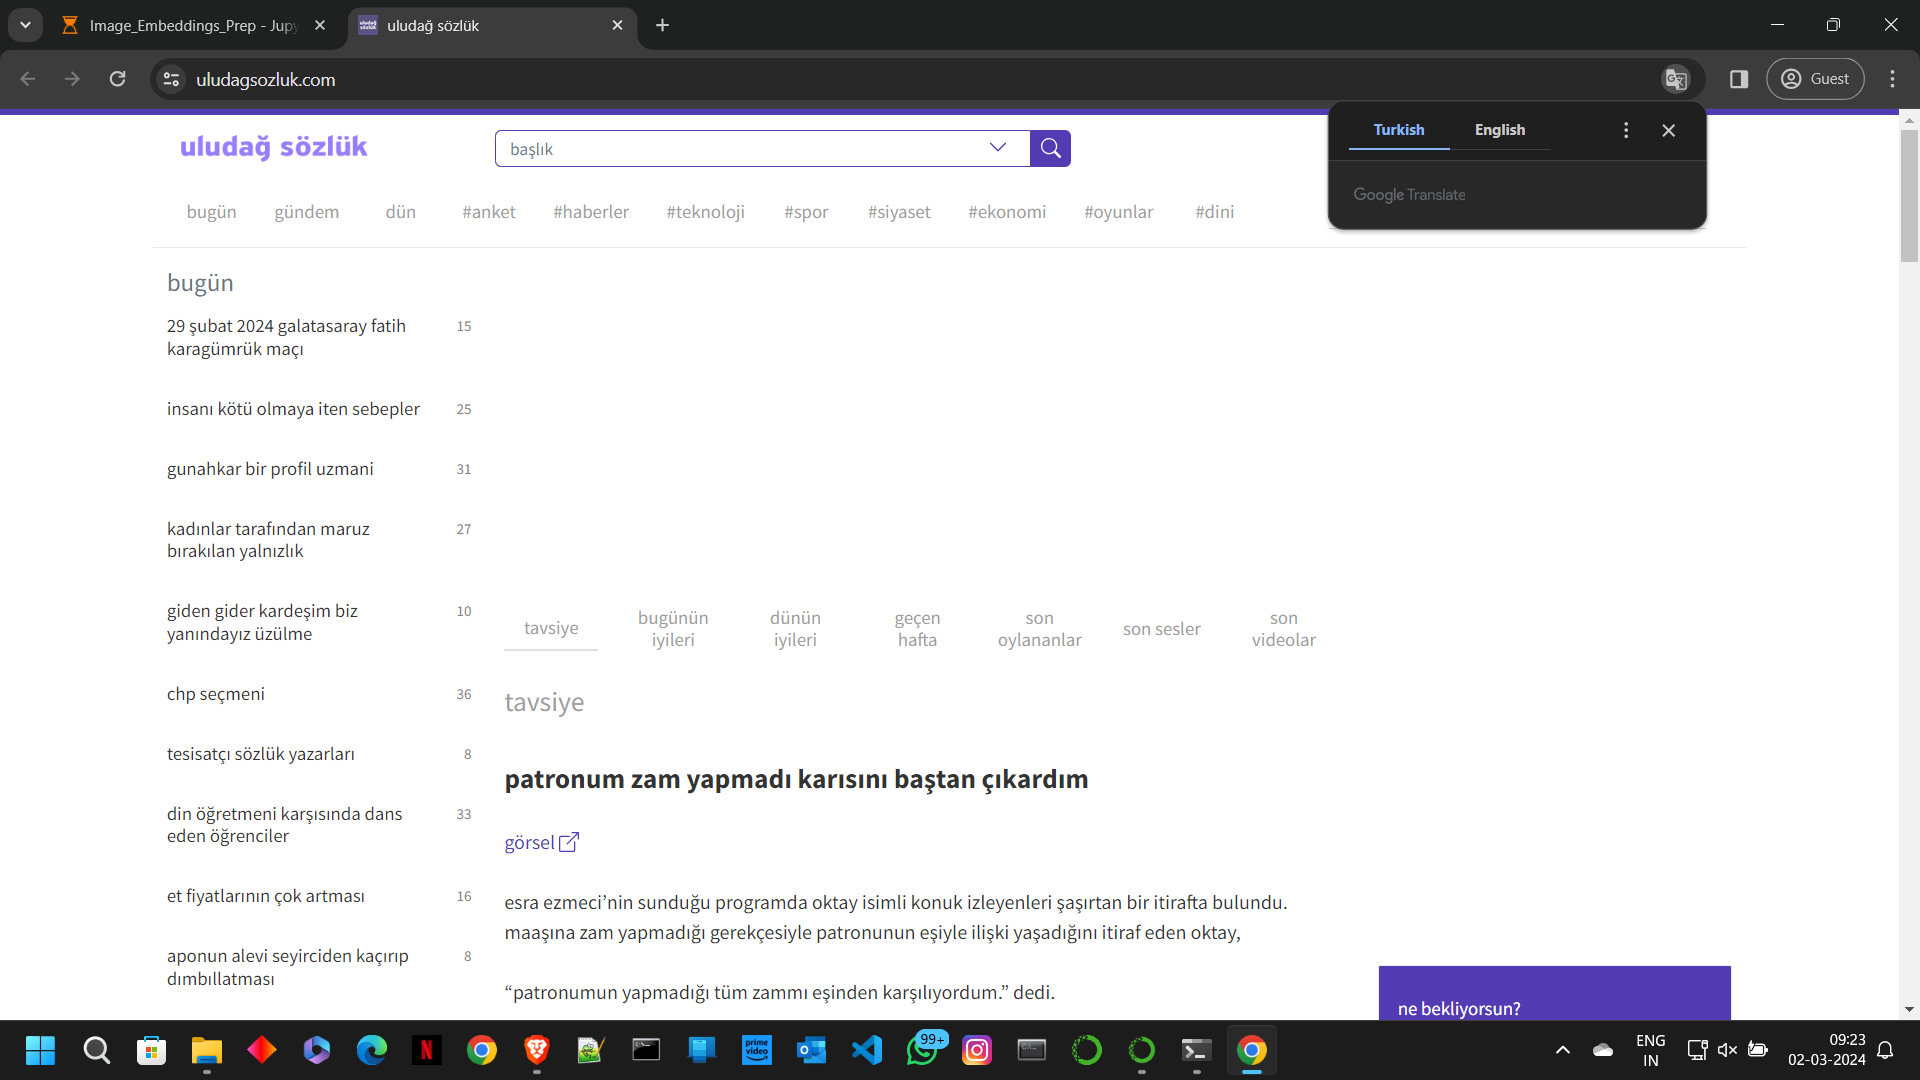 Image_Embeddings_Prep - Jupy
uludağ sözlük
uludagsozluk.com
Guest
Turkish English
Google Translate
uludağ sözlük
başlık
bugün gündem dün #anket #haberler #teknoloji #spor #siyaset #ekonomi #oyunlar #dini
bugün
29 şubat 2024 galatasaray fatih 15
karagümrük maçı
insanı kötü olmaya iten sebepler 25
gunahkar bir profil uzmani 31
kadınlar tarafından maruz 27
bırakılan yalnızlık
giden gider kardeşim biz 10
yanındayız üzülme
chp seçmeni 36
tesisatçı sözlük yazarları 8
din öğretmeni karşısında dans 33
eden öğrenciler
et fiyatlarının çok artması 16
aponun alevi seyirciden kaçırıp 8
dımbıllatması
tavsiye bugünün iyileri dünün iyileri geçen hafta son oylananlar son sesler son videolar
tavsiye
patronum zam yapmadı karısını baştan çıkardım
görsel
esra ezmeci’nin sunduğu programda oktay isimli konuk izleyenleri şaşırtan bir itirafta bulundu.
maaşına zam yapmadığı gerekçesiyle patronunun eşiyle ilişki yaşadığını itiraf eden oktay,
“patronumun yapmadığı tüm zammı eşinden karşılıyordum.” dedi.
ne bekliyorsun?
prime video
99+
ENG
IN
09:23
02-03-2024